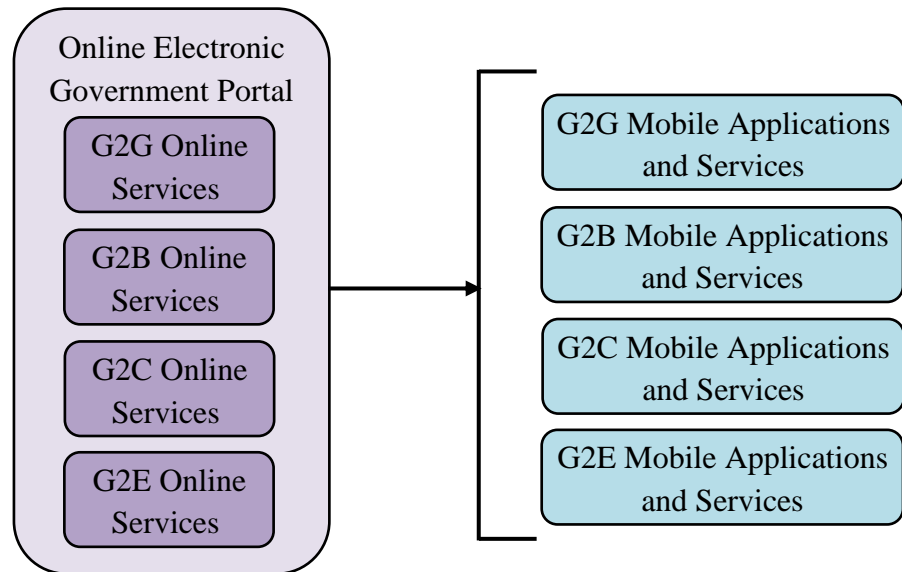 Online Electronic
Government Portal
G2G Online
Services
G2B Online
Services
G2C Online
Services
G2E Online
Services
G2G Mobile Applications
and Services
G2B Mobile Applications
and Services
G2C Mobile Applications
and Services
G2E Mobile Applications
and Services